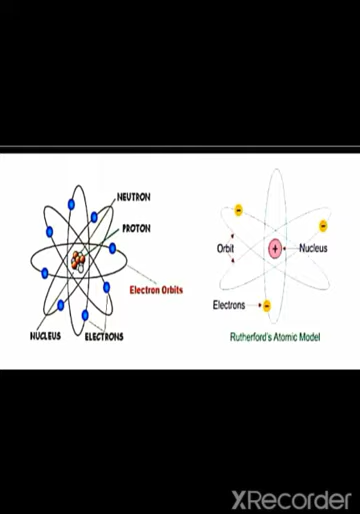 NEUTRON
PROTON
Electron Orbits
NUCLEUS
ELECTRONS
Orbit
+
Nucleus
Electrons
Rutherford's Atomic Model
XRecorder